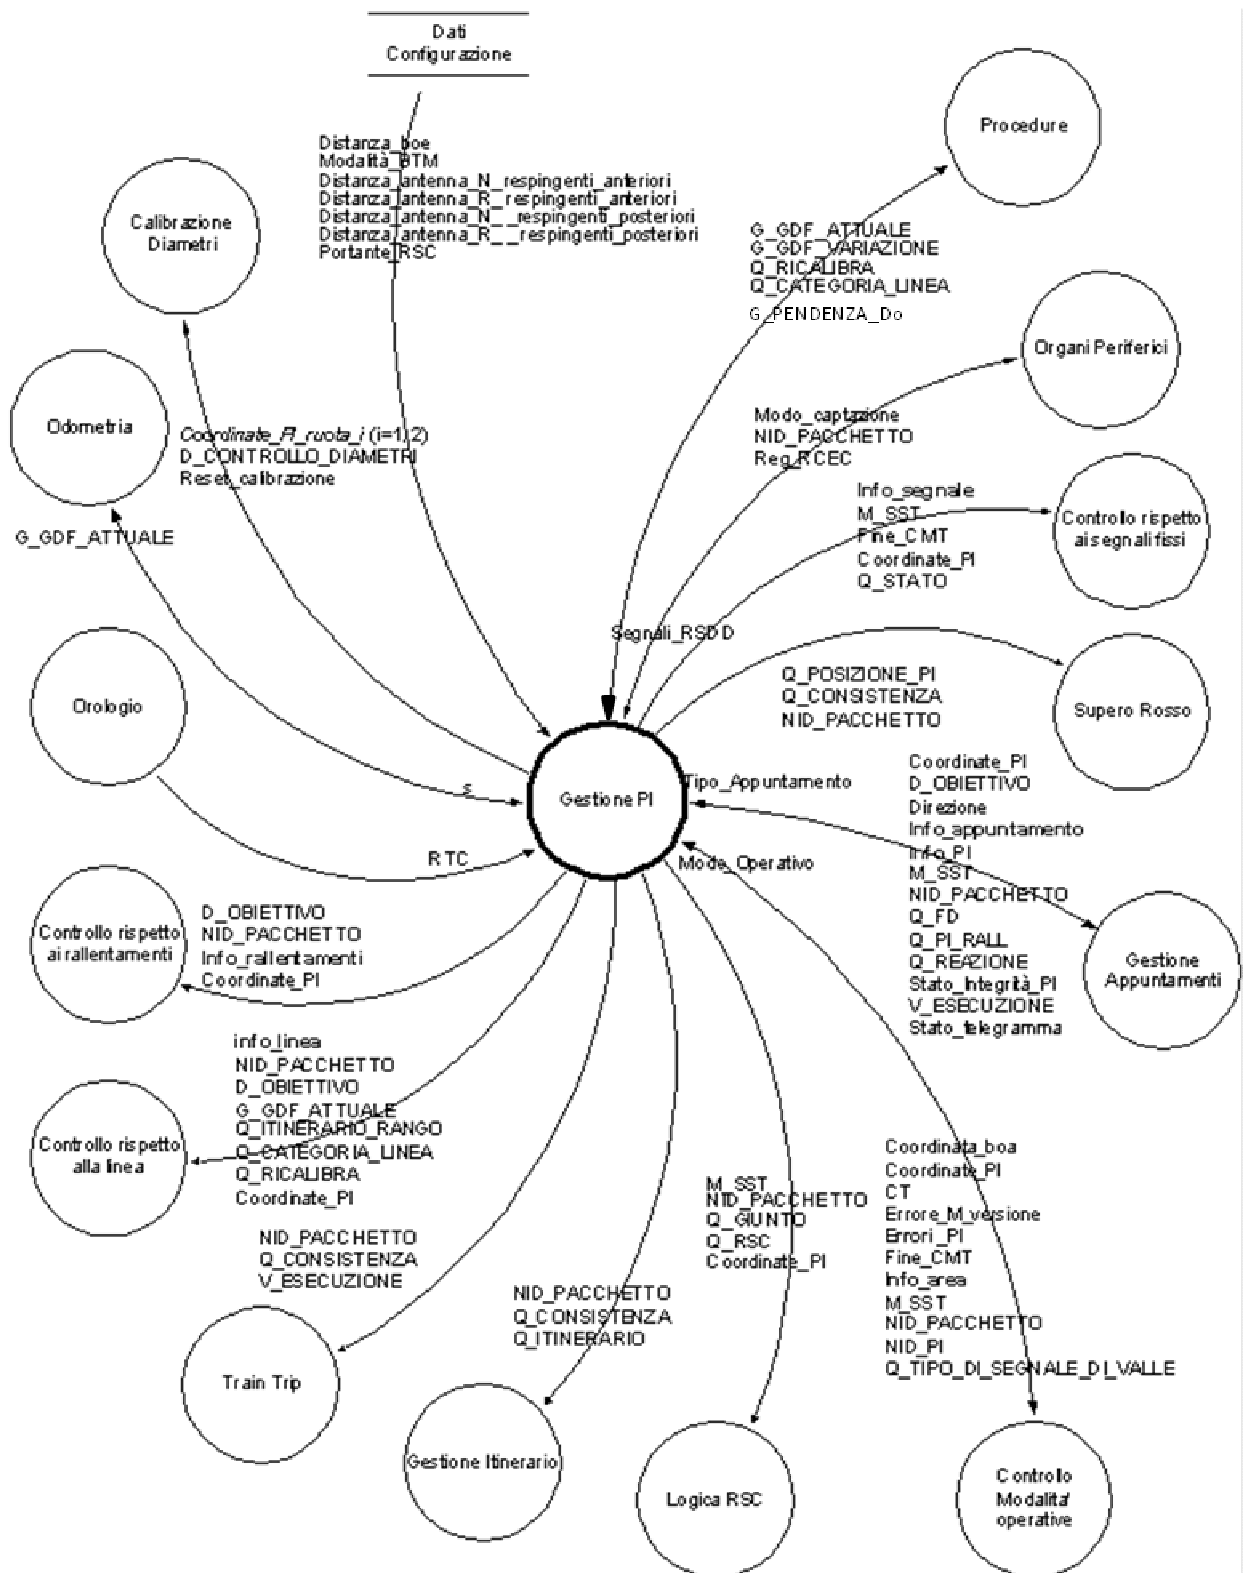 Dati
Configurazione
Distanza_boe
Modalità_BTM
Distanza_antenna_N_respingenti_anteriori
Distanza_antenna_R_respingenti_anteriori
Distanza_antenna_N__respingenti_posteriori
Distanza_antenna_R__respingenti_posteriori
Portante_RSC
Procedure
G_GDF_ATTUALE
G_GDF_VARIAZIONE
Q_RICALIBRA
Q_CATEGORIA_LINEA
G_PENDENZA_Do
Calibrazione
Diametri
Organi Periferici
Odometria
Coordinate_PI_ruota_i (i=1,2)
D_CONTROLLO_DIAMETRI
Reset_calibrazione
Modo_captazione
NID_PACCHETTO
Reg_RCEC
G_GDF_ATTUALE
Info_segnale
M_SST
Fine_CMT
Coordinate_PI
Q_STATO
Controllo rispetto
ai segnali fissi
Segnali_RSDD
Orologio
Q_POSIZIONE_PI
Q_CONSISTENZA
NID_PACCHETTO
Supero Rosso
s
Gestione PI
Tipo_Appuntamento
Coordinate_PI
D_OBIETTIVO
Direzione
Info_appuntamento
Info_PI
M_SST
NID_PACCHETTO
Q_FD
Q_PI_RALL
Q_REAZIONE
Stato_Integrità_PI
V_ESECUZIONE
Stato_telegramma
Gestione
Appuntamenti
RTC
Modo_Operativo
Controllo rispetto
ai rallentamenti
D_OBIETTIVO
NID_PACCHETTO
Info_rallentamenti
Coordinate_PI
Controllo rispetto
alla linea
info_linea
NID_PACCHETTO
D_OBIETTIVO
G_GDF_ATTUALE
Q_ITINERARIO_RANGO
Q_CATEGORIA_LINEA
Q_RICALIBRA
Coordinate_PI
NID_PACCHETTO
Q_CONSISTENZA
V_ESECUZIONE
Train Trip
NID_PACCHETTO
Q_CONSISTENZA
Q_ITINERARIO
Gestione Itinerario
M_SST
NID_PACCHETTO
Q_GIUNTO
Q_RSC
Coordinate_PI
Logica RSC
Coordinata_boa
Coordinate_PI
CT
Errore_M_versione
Errori_PI
Fine_CMT
Info_area
M_SST
NID_PACCHETTO
NID_PI
Q_TIPO_DI_SEGNALE_DI_VALLE
Controllo
Modalita'
operative